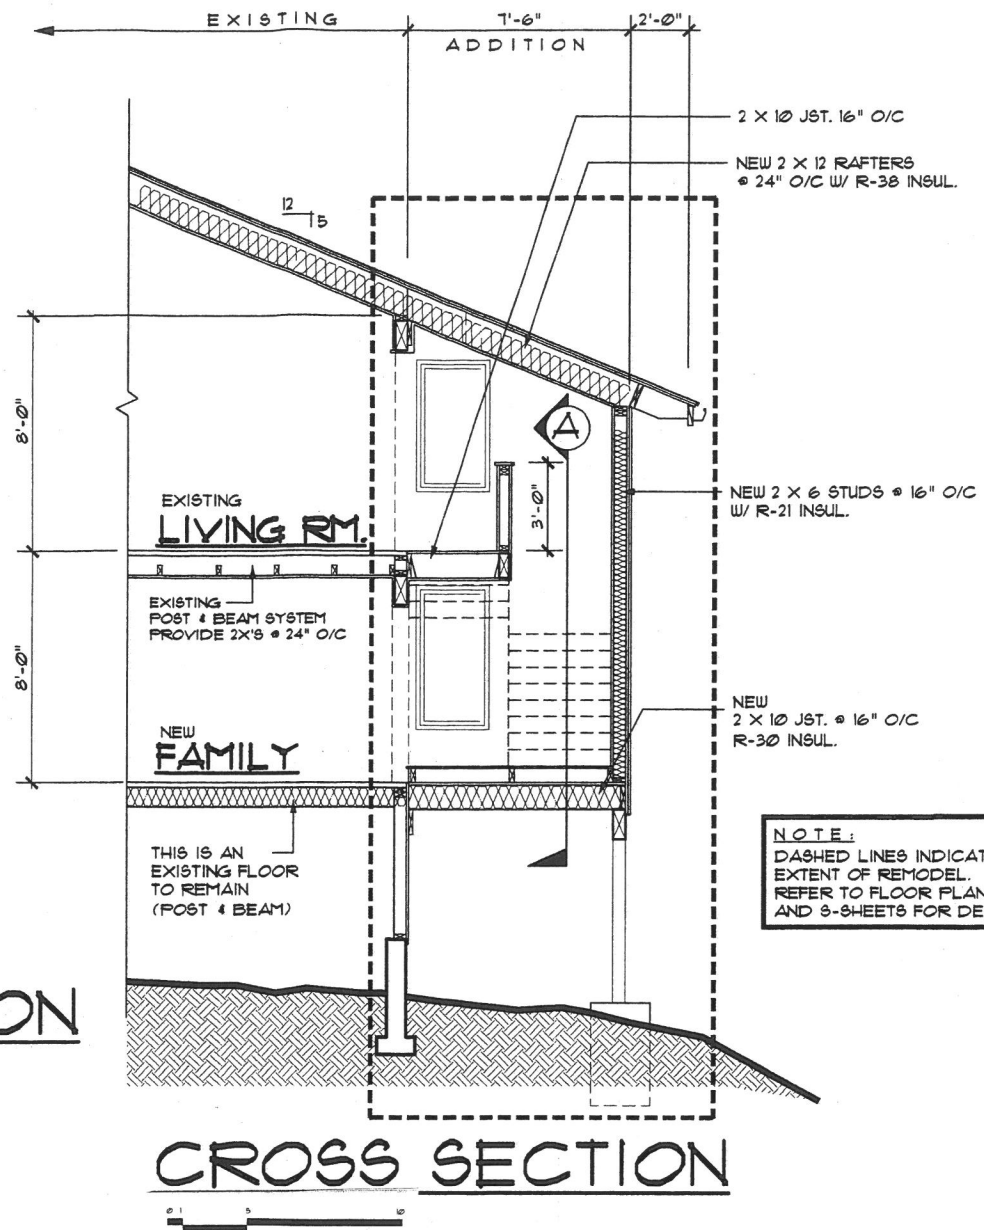 EXISTING
7'-6"
2'-0"
ADDITION
2 X 10 JST. 16" O/C
NEW 2 X 12 RAFTERS
@ 24" O/C W/ R-38 INSUL.
12
5
8'-0"
A
3'-0"
NEW 2 X 6 STUDS @ 16" O/C
W/ R-21 INSUL.
EXISTING
LIVING RM.
EXISTING
POST & BEAM SYSTEM
PROVIDE 2X'S @ 24" O/C
8'-0"
NEW
FAMILY
NEW
2 X 10 JST. @ 16" O/C
R-30 INSUL.
THIS IS AN
EXISTING FLOOR
TO REMAIN
(POST & BEAM)
NOTE:
DASHED LINES INDICAT
EXTENT OF REMODEL.
REFER TO FLOOR PLAN
AND S-SHEETS FOR DE
ON
CROSS SECTION
0 1 5 10